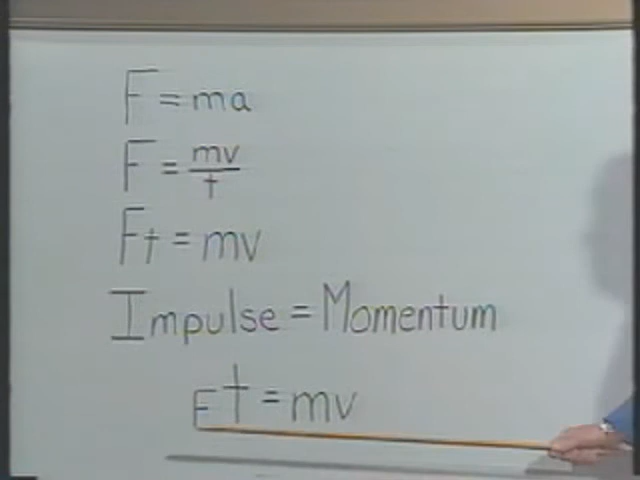 F = ma
F = mv/t
Ft = mv
Impulse = Momentum
Ft = mv